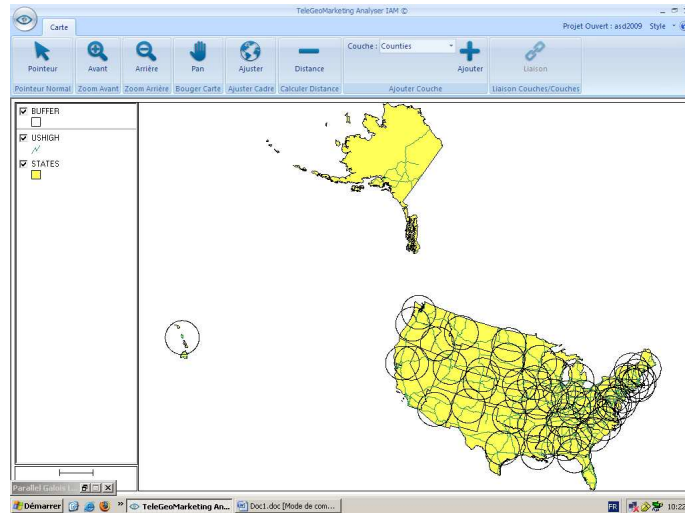 TeleGeoMarketing Analyser IAM ©
Carte
Projet Ouvert : asd2009 Style
Pointeur
Avant
Arrière
Pan
Ajuster
Distance
Couche : Counties
Ajouter
Liaison
Pointeur Normal
Zoom Avant
Zoom Arrière
Bouger Carte
Ajuster Cadre
Calculer Distance
Ajouter Couche
Liaison Couches/Couches
BUFFER
USHIGH
STATES
Parallel Galois
Démarrer
TeleGeoMarketing An...
Doc1.doc [Mode de com...
FR
10:22